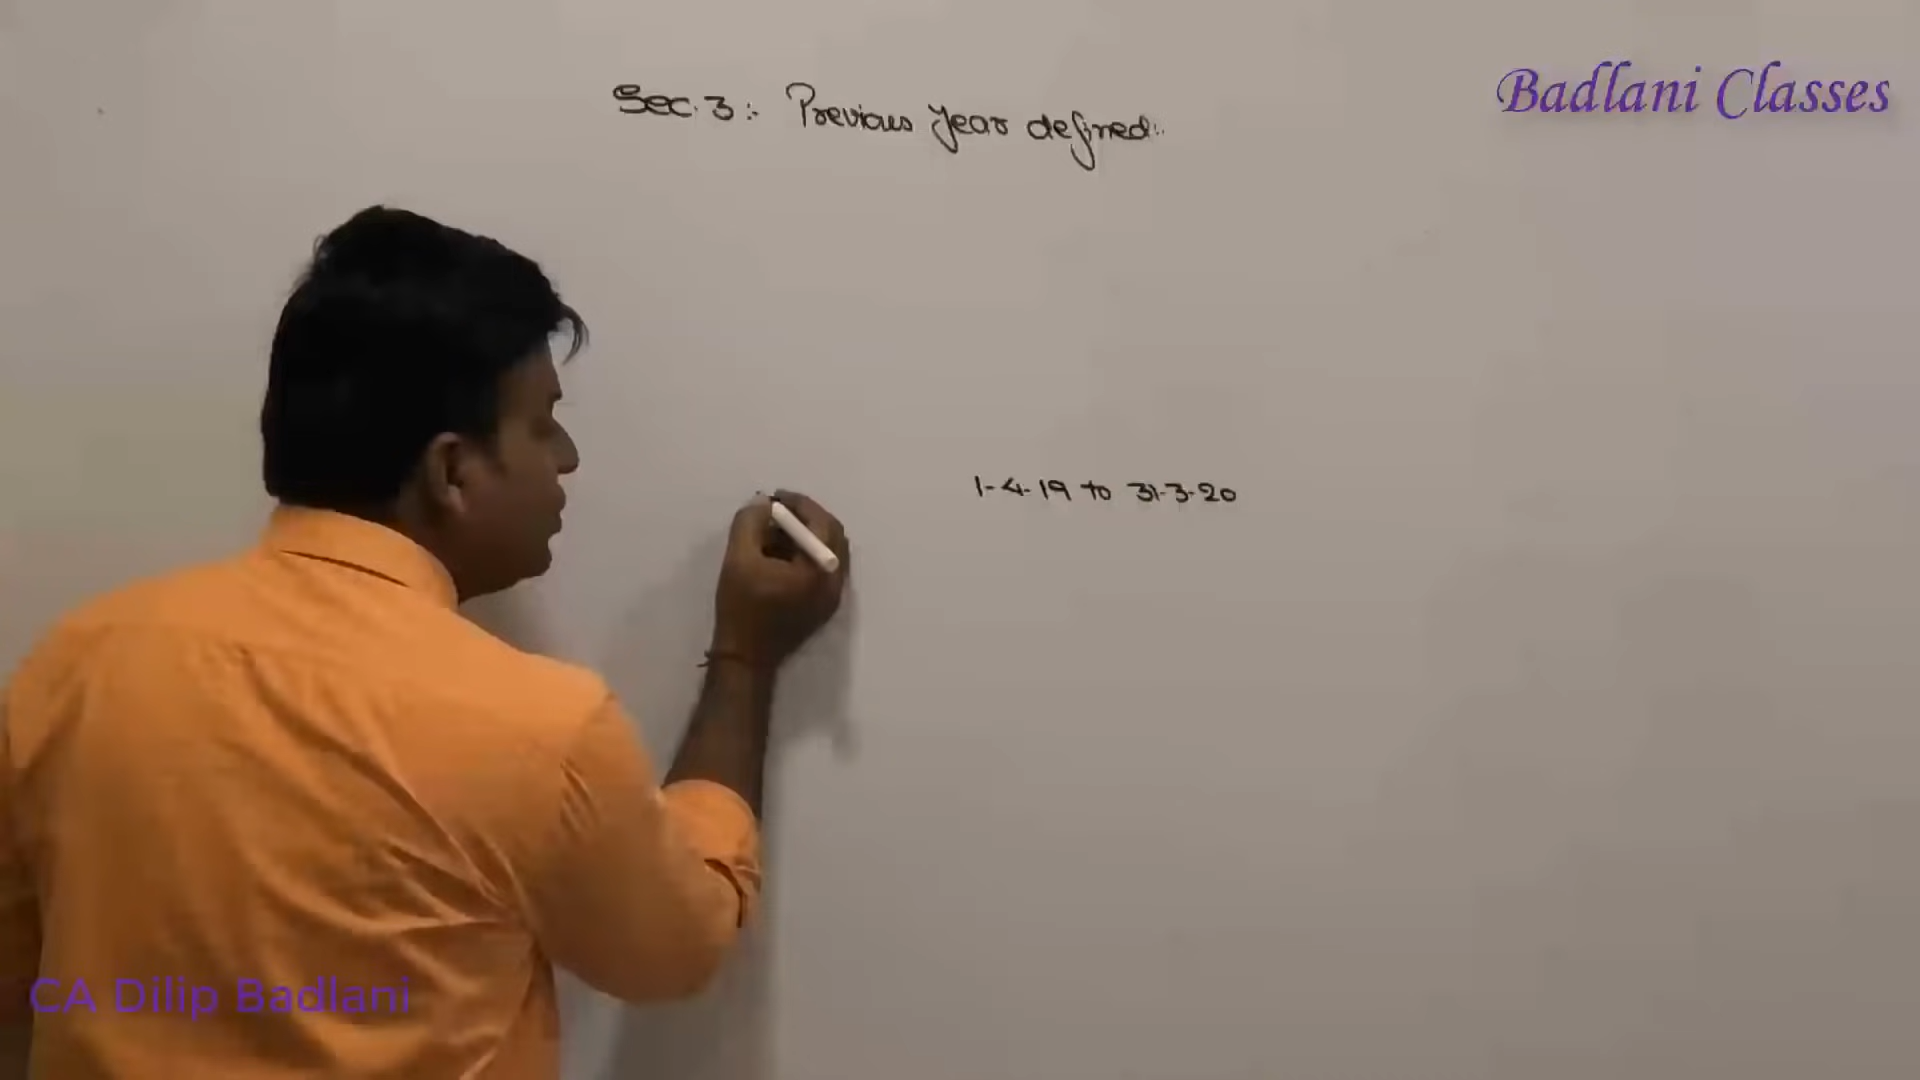 Badlani Classes
Sec. 3:- Previous year defined:-
1-4-19 to 31-3-20
CA Dilip Badlani